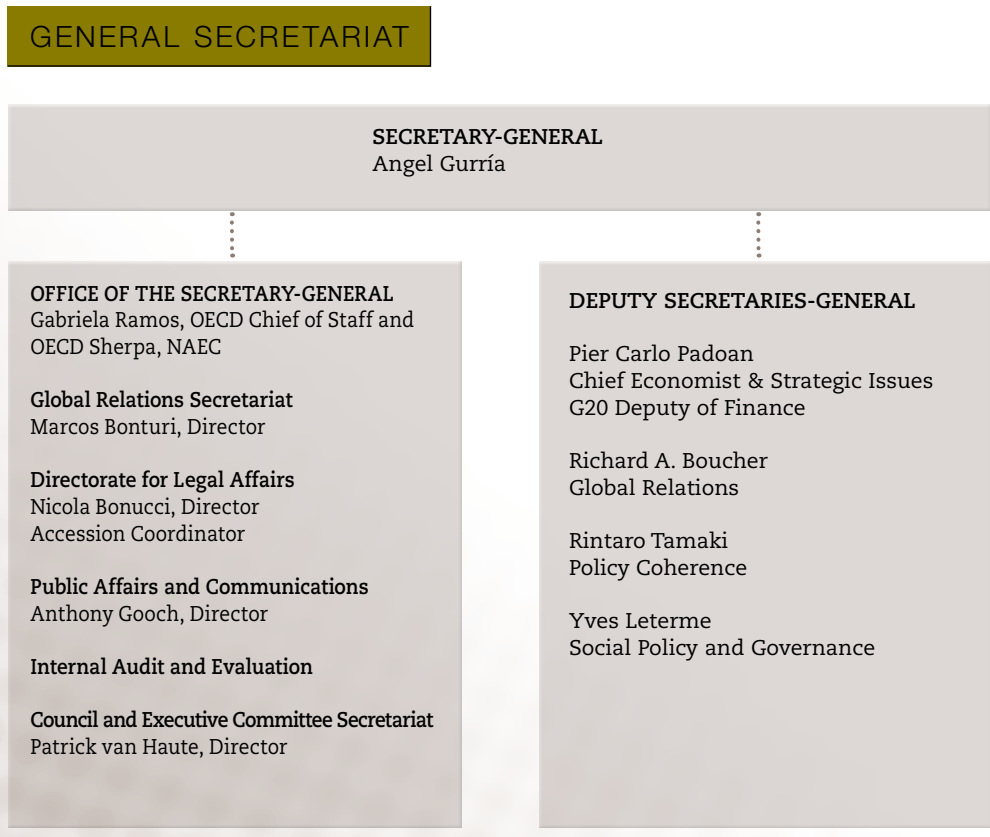 GENERAL SECRETARIAT
SECRETARY-GENERAL
Angel Gurría
OFFICE OF THE SECRETARY-GENERAL
Gabriela Ramos, OECD Chief of Staff and
OECD Sherpa, NAEC
Global Relations Secretariat
Marcos Bonturi, Director
Directorate for Legal Affairs
Nicola Bonucci, Director
Accession Coordinator
Public Affairs and Communications
Anthony Gooch, Director
Internal Audit and Evaluation
Council and Executive Committee Secretariat
Patrick van Haute, Director
DEPUTY SECRETARIES-GENERAL
Pier Carlo Padoan
Chief Economist & Strategic Issues
G20 Deputy of Finance
Richard A. Boucher
Global Relations
Rintaro Tamaki
Policy Coherence
Yves Leterme
Social Policy and Governance